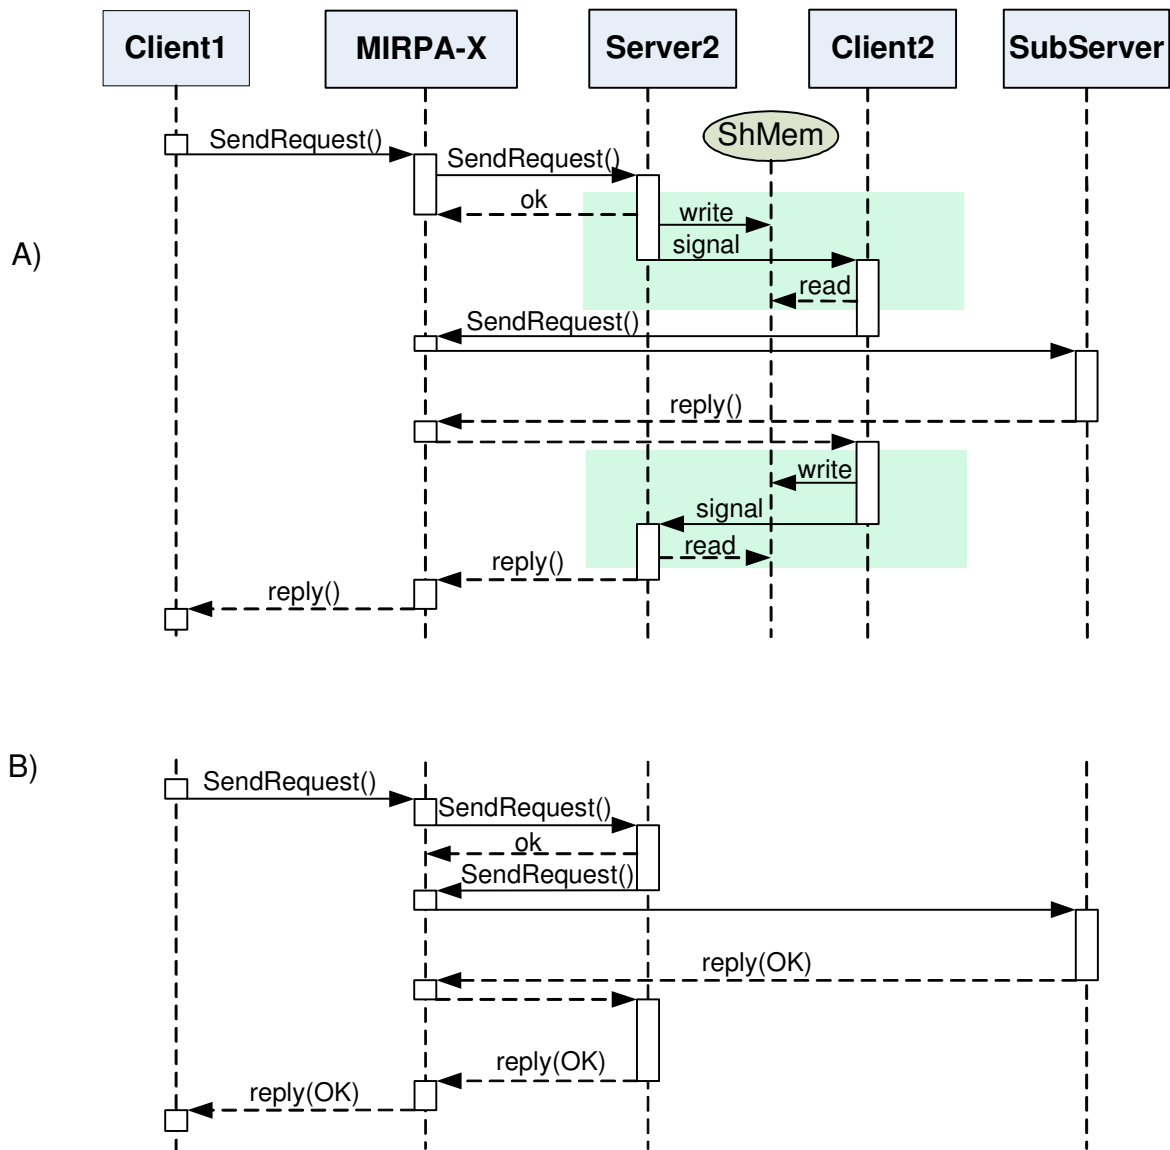 Client1
MIRPA-X
Server2
Client2
SubServer
ShMem
SendRequest()
SendRequest()
ok
write
A)
signal
read
SendRequest()
reply()
write
signal
read
reply()
reply()
B)
SendRequest()
SendRequest()
ok
SendRequest()
reply(OK)
reply(OK)
reply(OK)